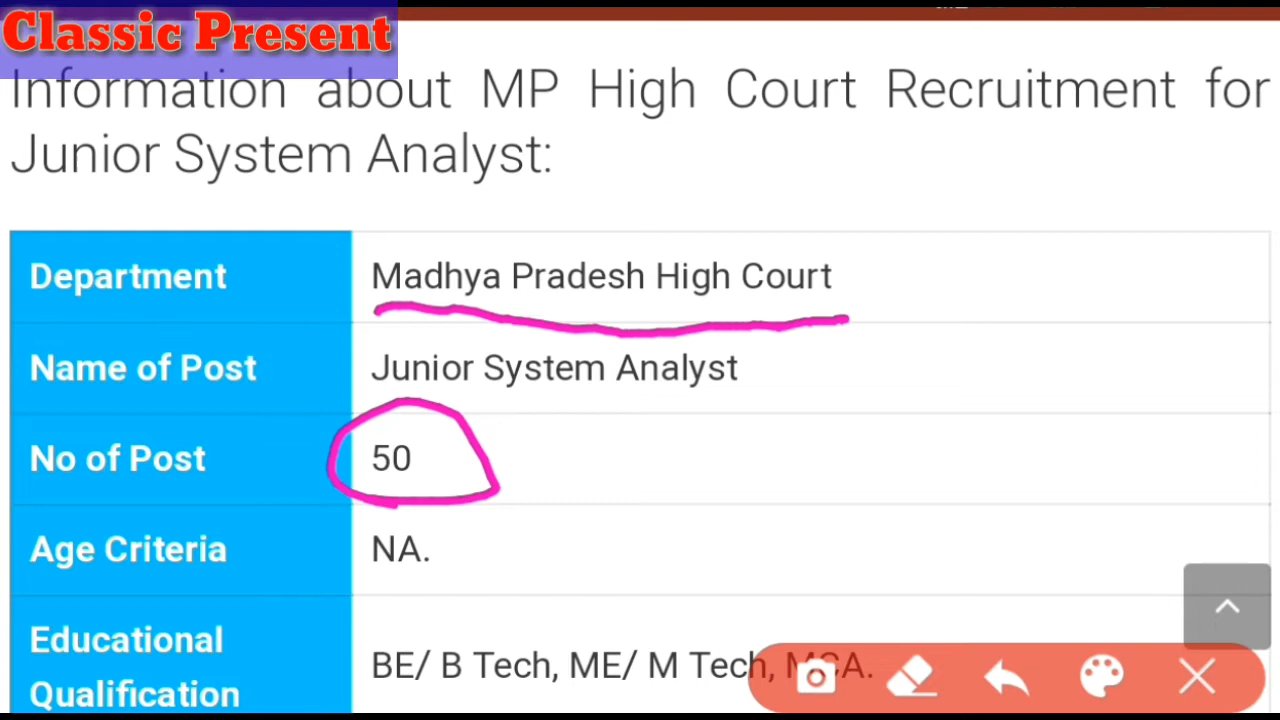 Classic Present
Information about MP High Court Recruitment for
Junior System Analyst:
Department Madhya Pradesh High Court
Name of Post Junior System Analyst
No of Post 50
Age Criteria NA.
Educational
Qualification BE/ B Tech, ME/ M Tech, MCA.